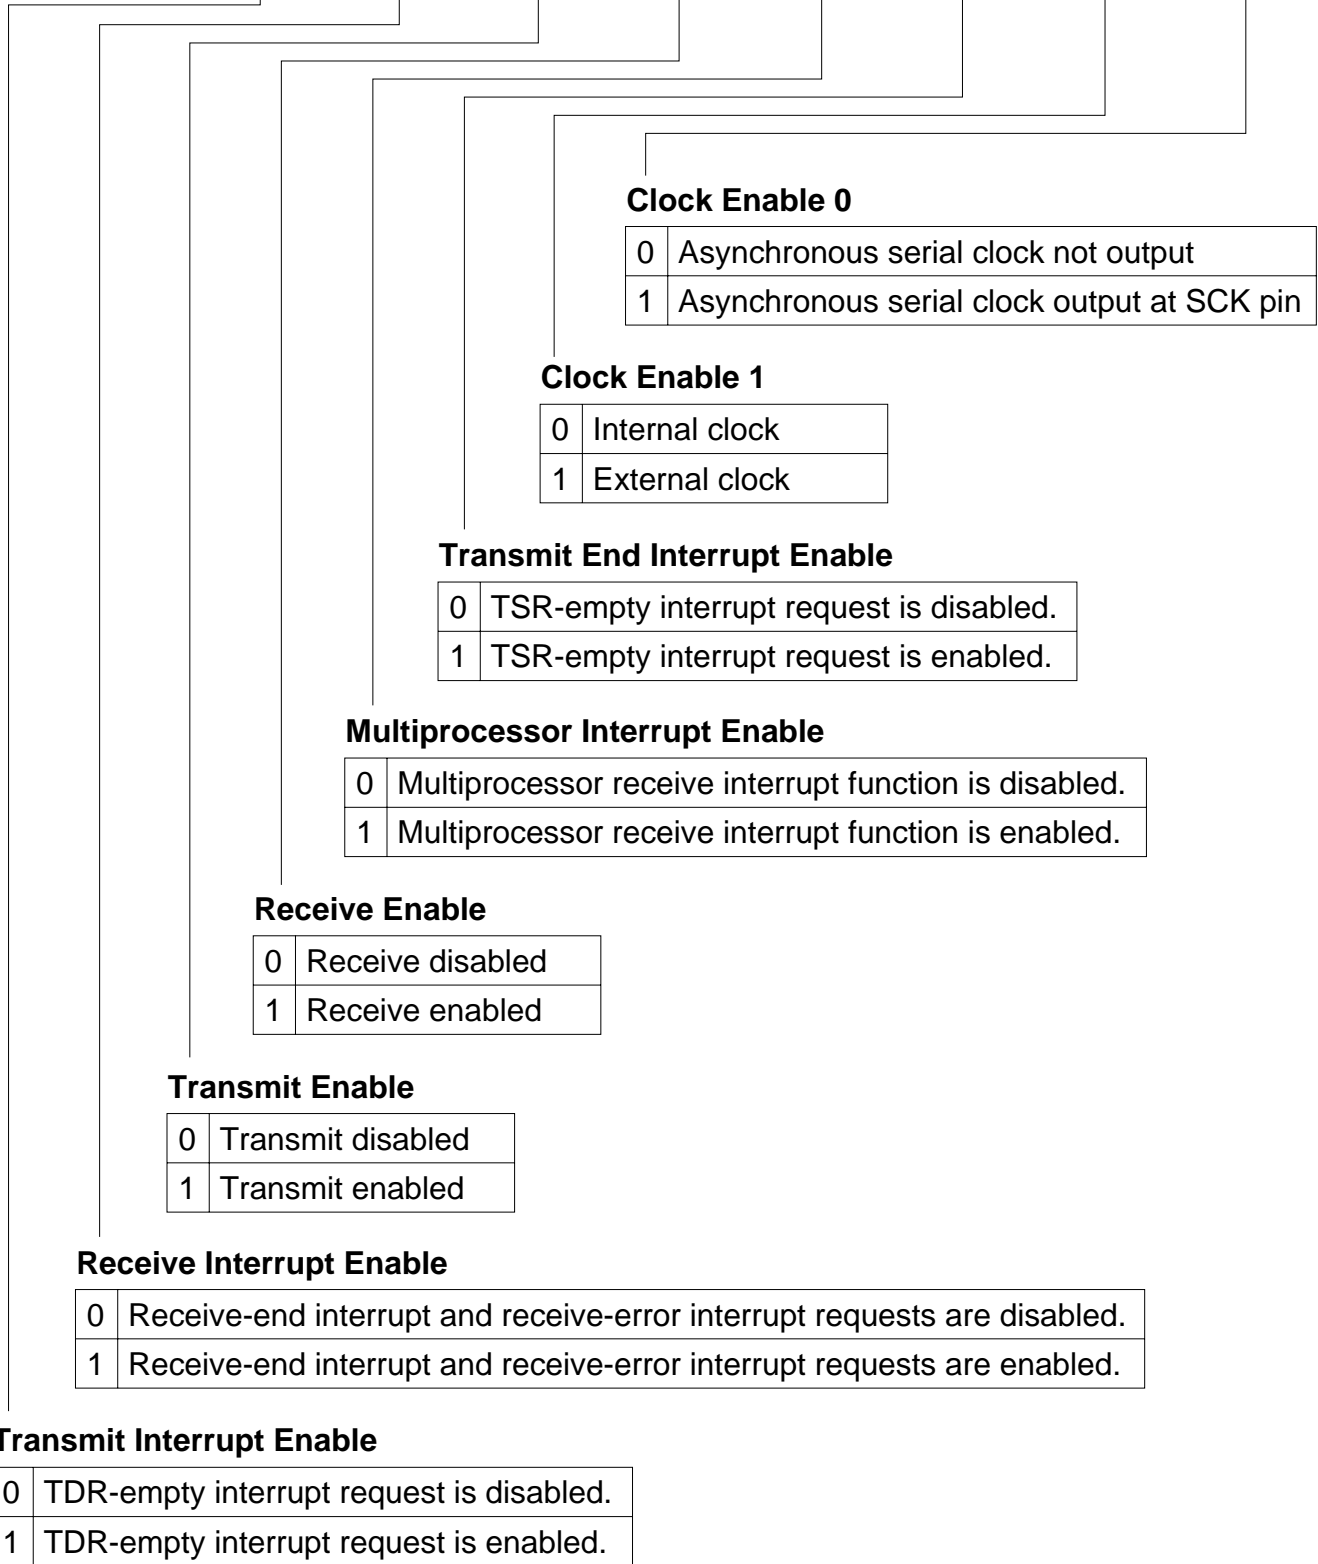 Clock Enable 0
0 Asynchronous serial clock not output
1 Asynchronous serial clock output at SCK pin
Clock Enable 1
0 Internal clock
1 External clock
Transmit End Interrupt Enable
0 TSR-empty interrupt request is disabled.
1 TSR-empty interrupt request is enabled.
Multiprocessor Interrupt Enable
0 Multiprocessor receive interrupt function is disabled.
1 Multiprocessor receive interrupt function is enabled.
Receive Enable
0 Receive disabled
1 Receive enabled
Transmit Enable
0 Transmit disabled
1 Transmit enabled
Receive Interrupt Enable
0 Receive-end interrupt and receive-error interrupt requests are disabled.
1 Receive-end interrupt and receive-error interrupt requests are enabled.
Transmit Interrupt Enable
0 TDR-empty interrupt request is disabled.
1 TDR-empty interrupt request is enabled.